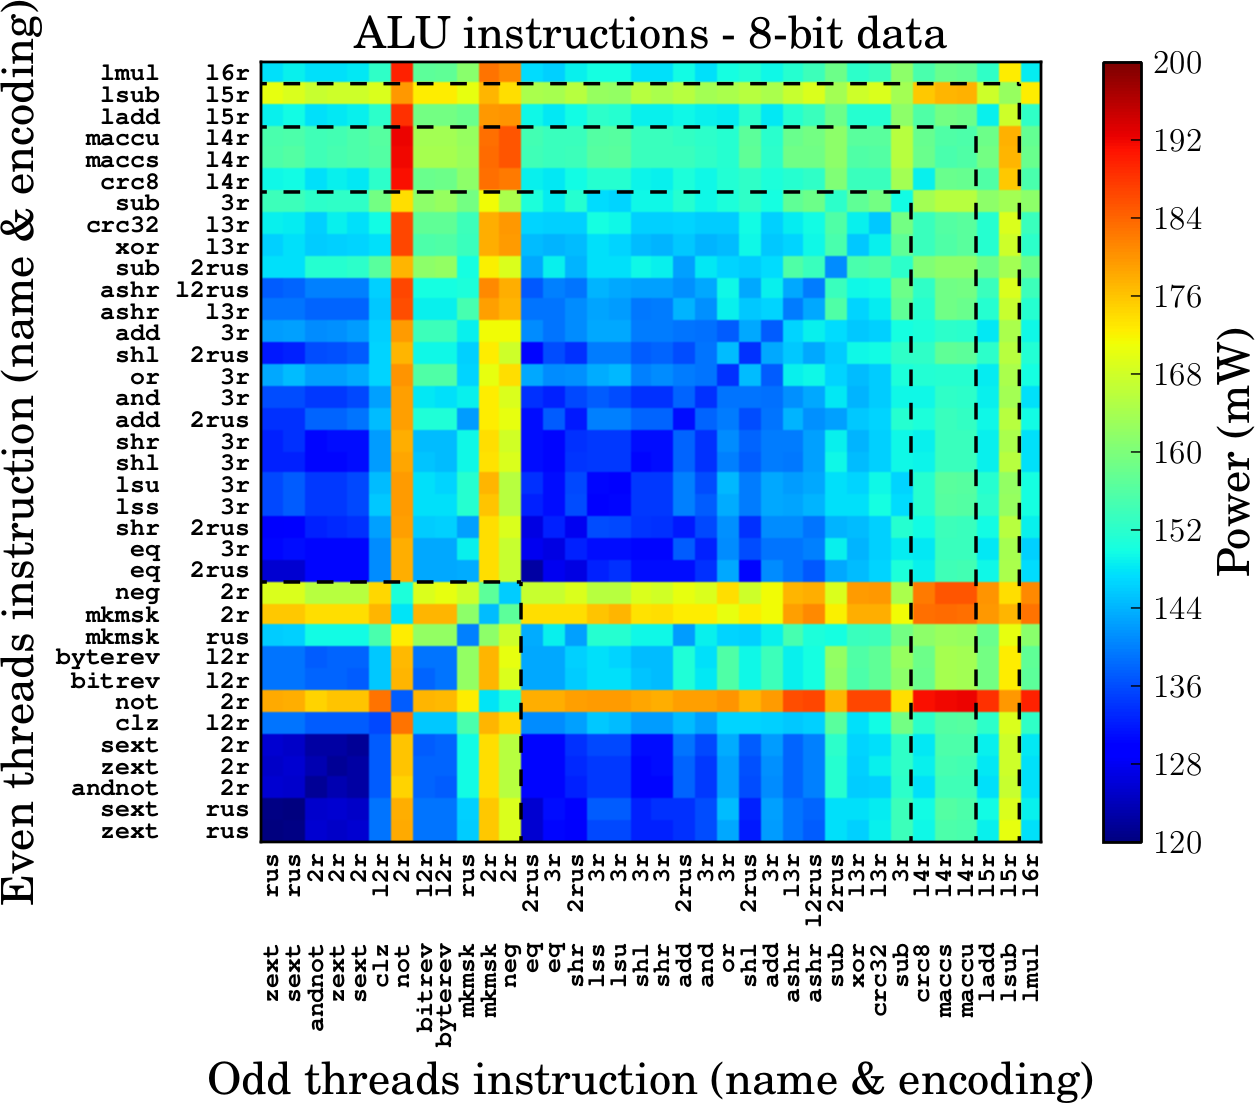 ALU instructions - 8-bit data
Even threads instruction (name & encoding)
lmul l6r
lsub l5r
ladd l5r
maccu l4r
maccs l4r
crc8 l4r
sub 3r
crc32 l3r
xor l3r
sub 2rus
ashr l2rus
ashr l3r
add 3r
shl 2rus
or 3r
and 3r
add 2rus
shr 3r
shl 3r
lsu 3r
lss 3r
shr 2rus
eq 3r
eq 2rus
neg 2r
mkmsk 2r
mkmsk rus
byterev l2r
bitrev l2r
not 2r
clz l2r
sext 2r
zext 2r
andnot 2r
sext rus
zext rus
zext rus
sext rus
andnot 2r
zext 2r
sext 2r
clz l2r
not 2r
bitrev l2r
byterev l2r
mkmsk rus
mkmsk 2r
neg 2r
eq 2rus
eq 3r
shr 2rus
lss 3r
lsu 3r
shl 3r
shr 3r
add 2rus
and 3r
or 3r
shl 2rus
add 3r
ashr l3r
ashr l2rus
sub 2rus
xor l3r
crc32 l3r
sub 3r
crc8 l4r
maccs l4r
maccu l4r
ladd l5r
lsub l5r
lmul l6r
Odd threads instruction (name & encoding)
200
192
184
176
168
160
152
144
136
128
120
Power (mW)